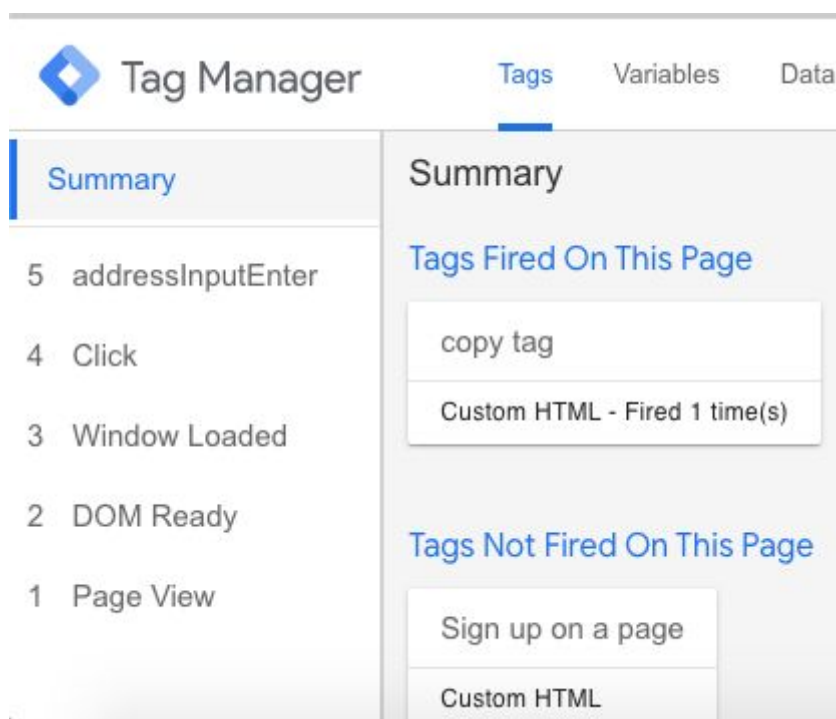 Tag Manager Tags Variables Data
Summary
5 addressInputEnter
4 Click
3 Window Loaded
2 DOM Ready
1 Page View
Summary
Tags Fired On This Page
copy tag
Custom HTML - Fired 1 time(s)
Tags Not Fired On This Page
Sign up on a page
Custom HTML